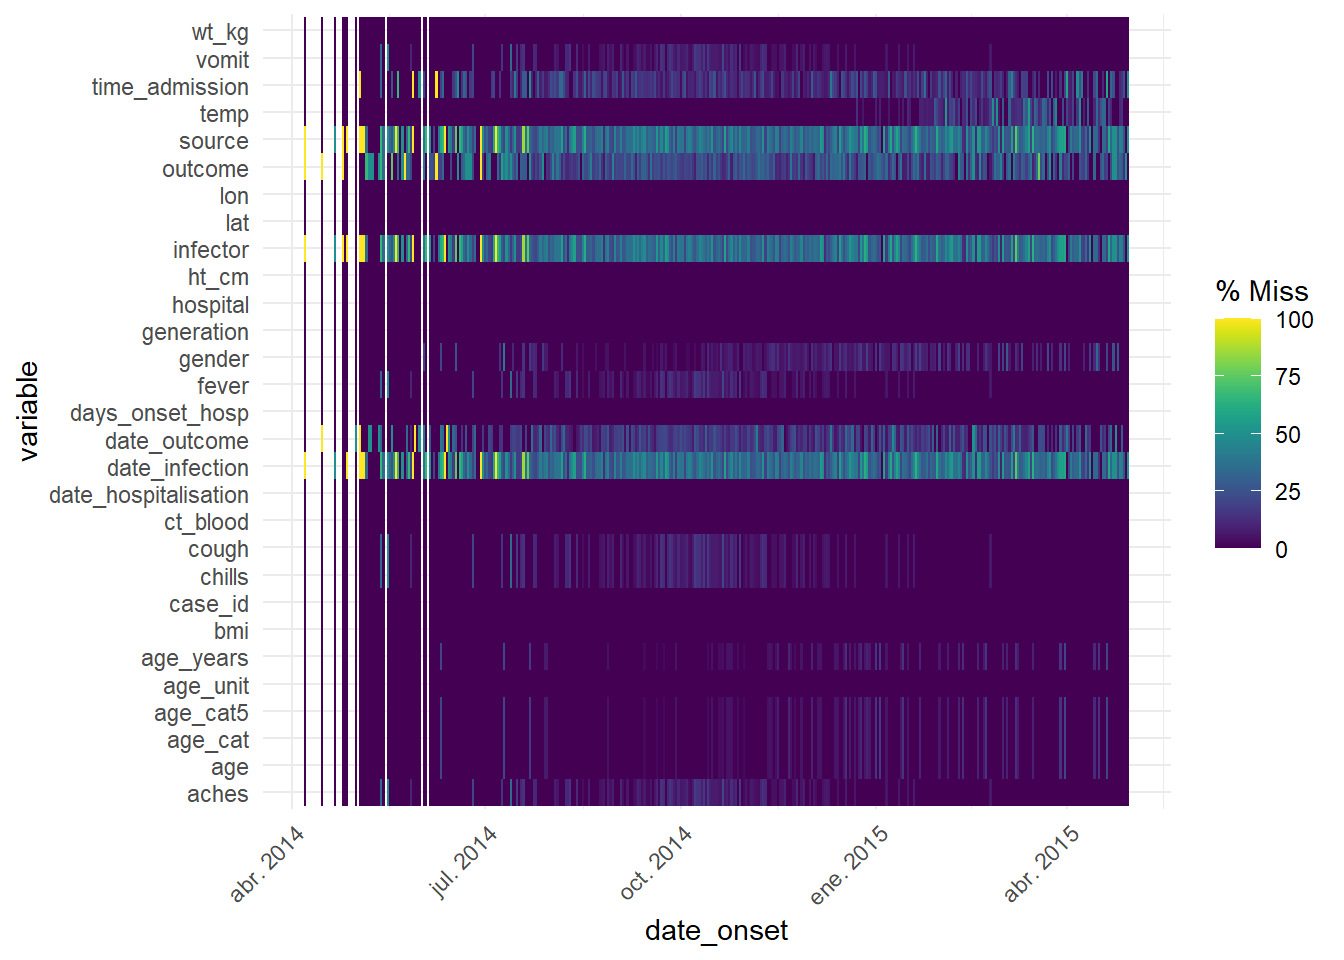 variable
wt_kg
vomit
time_admission
temp
source
outcome
lon
lat
infector
ht_cm
hospital
generation
gender
fever
days_onset_hosp
date_outcome
date_infection
date_hospitalisation
ct_blood
cough
chills
case_id
bmi
age_years
age_unit
age_cat5
age_cat
age
aches
abr. 2014
jul. 2014
oct. 2014
ene. 2015
abr. 2015
date_onset
% Miss
100
75
50
25
0